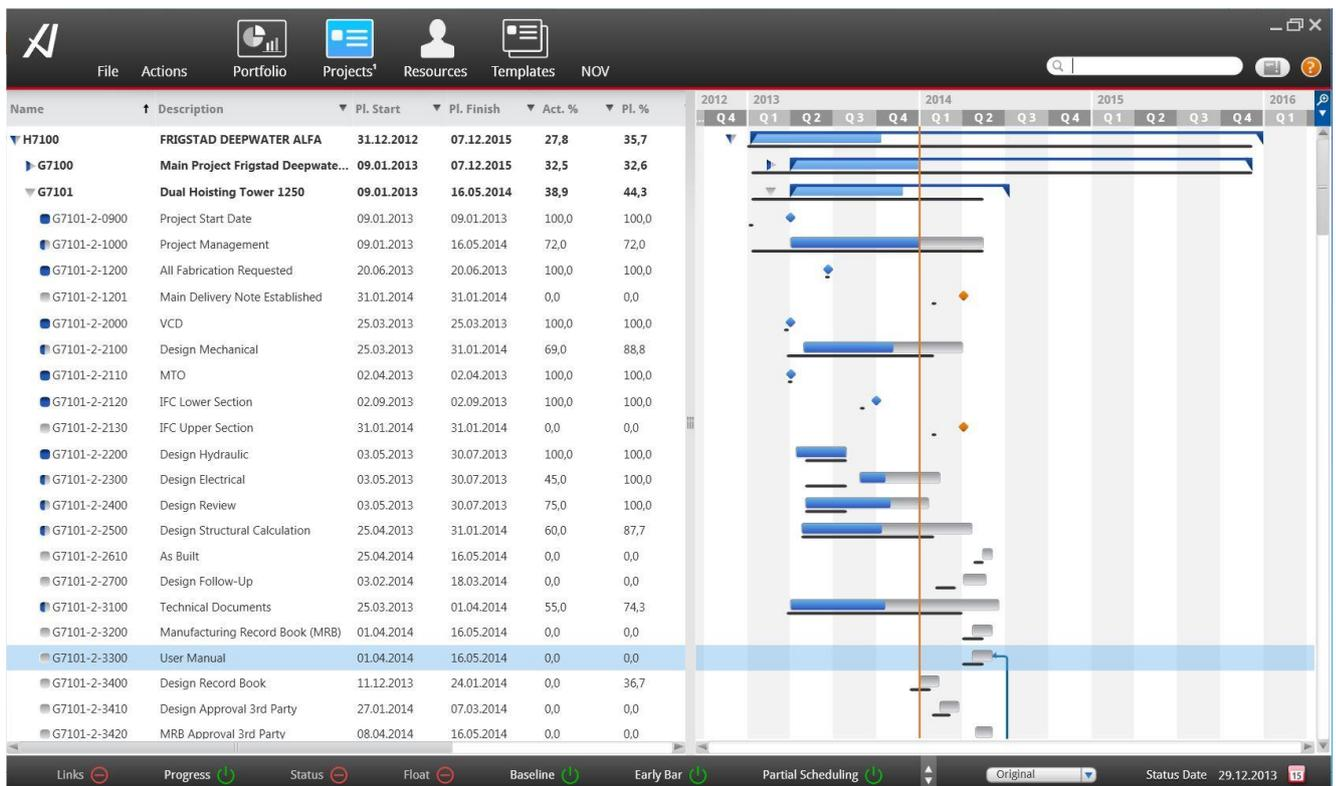 File Actions Portfolio Projects¹ Resources Templates NOV
Name Description Pl. Start Pl. Finish Act. % Pl. % 2012 2013 2014 2015 2016
Q 4 Q 1 Q 2 Q 3 Q 4 Q 1 Q 2 Q 3 Q 4 Q 1 Q 2 Q 3 Q 4 Q 1
H7100 FRIGSTAD DEEPWATER ALFA 31.12.2012 07.12.2015 27,8 35,7
G7100 Main Project Frigstad Deepwate... 09.01.2013 07.12.2015 32,5 32,6
G7101 Dual Hoisting Tower 1250 09.01.2013 16.05.2014 38,9 44,3
G7101-2-0900 Project Start Date 09.01.2013 09.01.2013 100,0 100,0
G7101-2-1000 Project Management 09.01.2013 16.05.2014 72,0 72,0
G7101-2-1200 All Fabrication Requested 20.06.2013 20.06.2013 100,0 100,0
G7101-2-1201 Main Delivery Note Established 31.01.2014 31.01.2014 0,0 0,0
G7101-2-2000 VCD 25.03.2013 25.03.2013 100,0 100,0
G7101-2-2100 Design Mechanical 25.03.2013 31.01.2014 69,0 88,8
G7101-2-2110 MTO 02.04.2013 02.04.2013 100,0 100,0
G7101-2-2120 IFC Lower Section 02.09.2013 02.09.2013 100,0 100,0
G7101-2-2130 IFC Upper Section 31.01.2014 31.01.2014 0,0 0,0
G7101-2-2200 Design Hydraulic 03.05.2013 30.07.2013 100,0 100,0
G7101-2-2300 Design Electrical 03.05.2013 30.07.2013 45,0 100,0
G7101-2-2400 Design Review 03.05.2013 30.07.2013 75,0 100,0
G7101-2-2500 Design Structural Calculation 25.04.2013 31.01.2014 60,0 87,7
G7101-2-2610 As Built 25.04.2014 16.05.2014 0,0 0,0
G7101-2-2700 Design Follow-Up 03.02.2014 18.03.2014 0,0 0,0
G7101-2-3100 Technical Documents 25.03.2013 01.04.2014 55,0 74,3
G7101-2-3200 Manufacturing Record Book (MRB) 01.04.2014 16.05.2014 0,0 0,0
G7101-2-3300 User Manual 01.04.2014 16.05.2014 0,0 0,0
G7101-2-3400 Design Record Book 11.12.2013 24.01.2014 0,0 36,7
G7101-2-3410 Design Approval 3rd Party 27.01.2014 07.03.2014 0,0 0,0
G7101-2-3420 MRB Approval 3rd Party 08.04.2014 16.05.2014 0,0 0,0
Links Progress Status Float Baseline Early Bar Partial Scheduling Original Status Date 29.12.2013 15